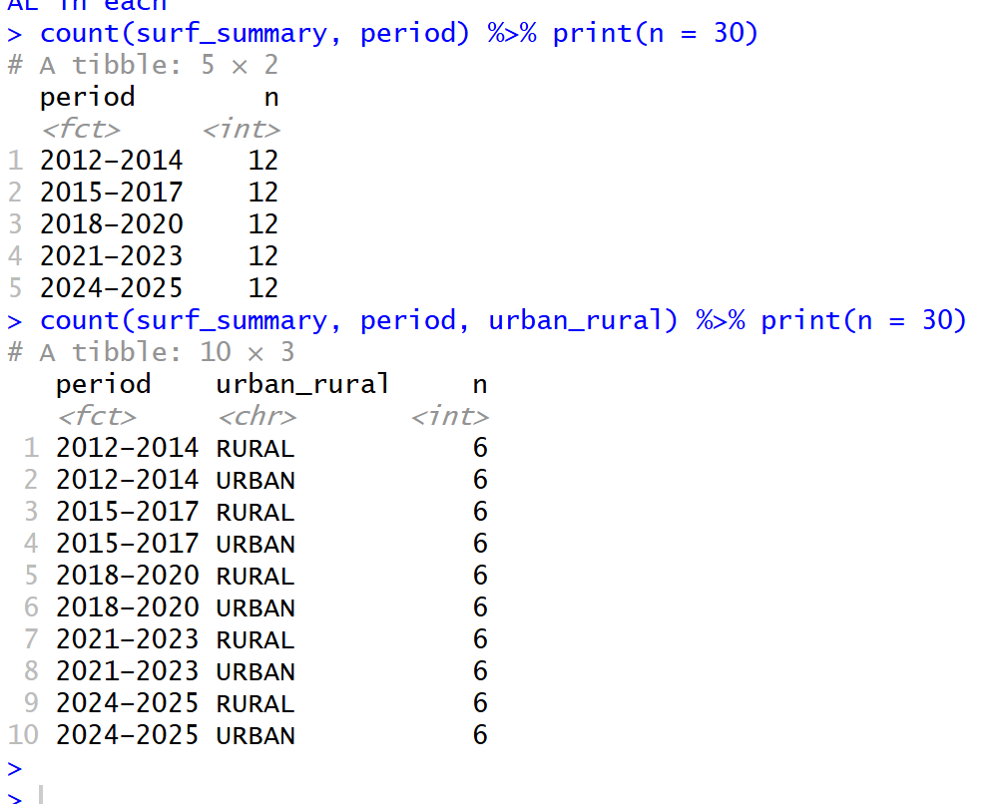 AL in each
> count(surf_summary, period) %>% print(n = 30)
# A tibble: 5 × 2
period n
<fct> <int>
1 2012-2014 12
2 2015-2017 12
3 2018-2020 12
4 2021-2023 12
5 2024-2025 12
> count(surf_summary, period, urban_rural) %>% print(n = 30)
# A tibble: 10 × 3
period urban_rural n
<fct> <chr> <int>
1 2012-2014 RURAL 6
2 2012-2014 URBAN 6
3 2015-2017 RURAL 6
4 2015-2017 URBAN 6
5 2018-2020 RURAL 6
6 2018-2020 URBAN 6
7 2021-2023 RURAL 6
8 2021-2023 URBAN 6
9 2024-2025 RURAL 6
10 2024-2025 URBAN 6
>
>